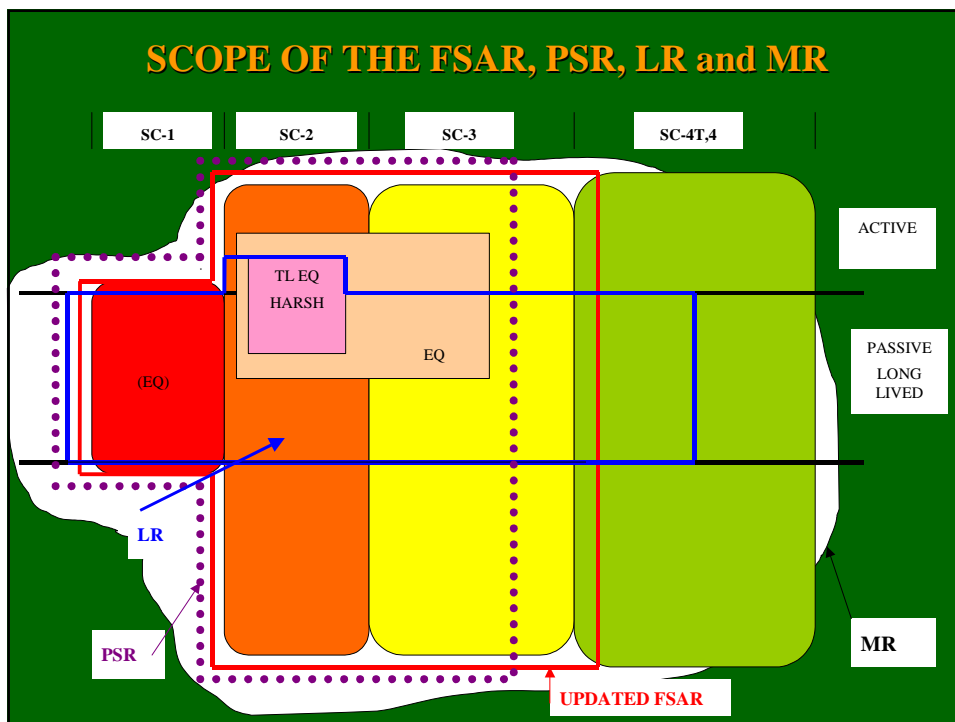 SCOPE OF THE FSAR, PSR, LR and MR
SC-1
SC-2
SC-3
SC-4T,4
ACTIVE
TL EQ
HARSH
EQ
(EQ)
PASSIVE
LONG
LIVED
LR
PSR
MR
UPDATED FSAR